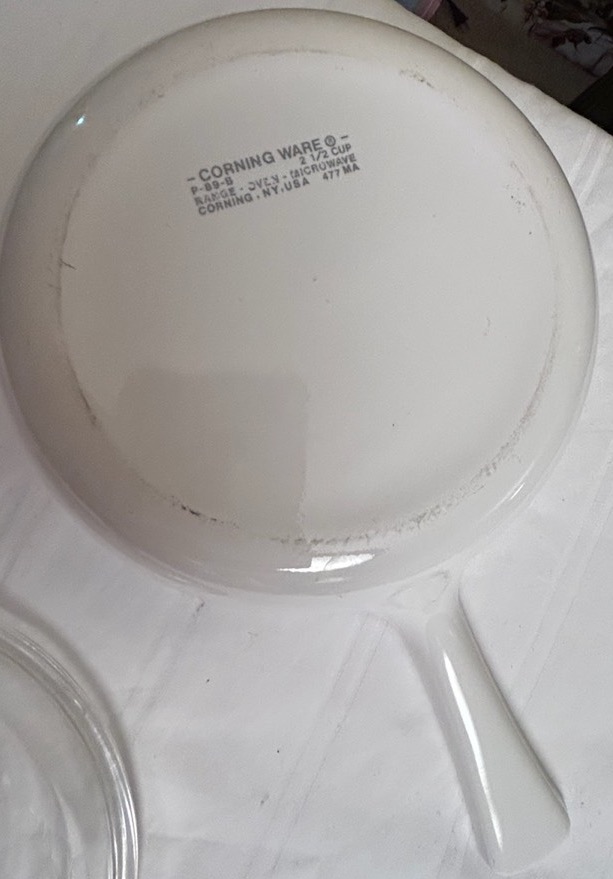 - CORNING WARE ® -
P-89-B 2 1/2 CUP
RANGE - OVEN - MICROWAVE
CORNING, NY, USA 477 MA